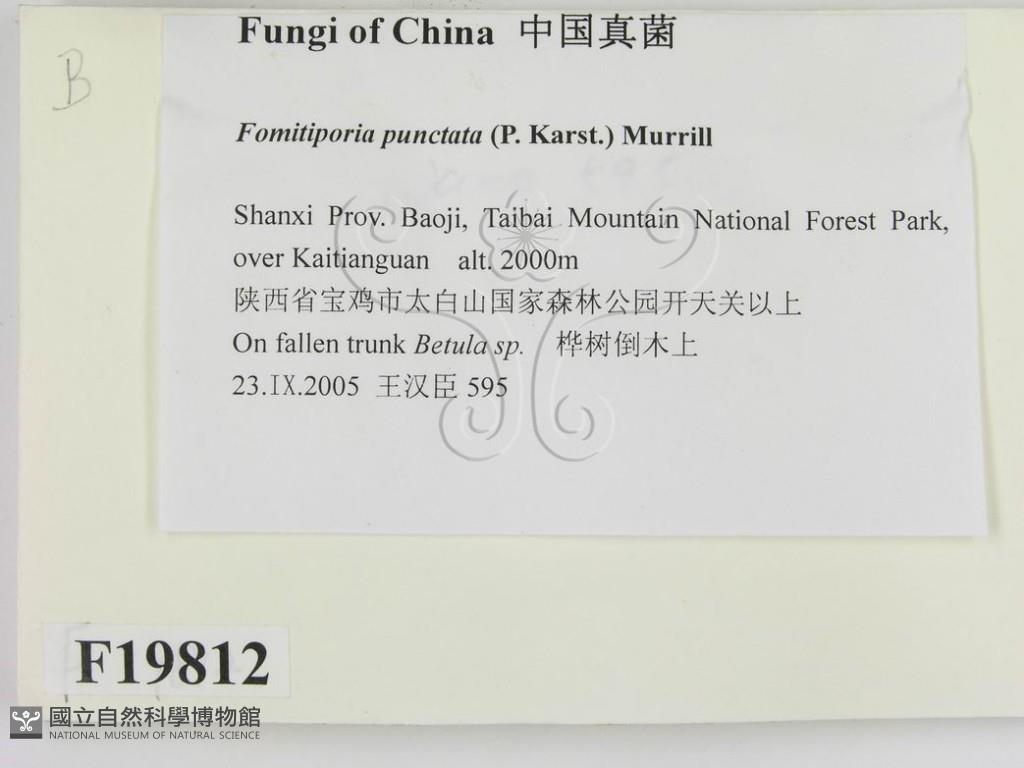 Fungi of China 中国真菌
B
Fomitiporia punctata (P. Karst.) Murrill
Shanxi Prov. Baoji, Taibai Mountain National Forest Park,
over Kaitianguan alt. 2000m
陕西省宝鸡市太白山国家森林公园开天关以上
On fallen trunk Betula sp. 桦树倒木上
23.IX.2005 王汉臣 595
F19812
國立自然科學博物館
NATIONAL MUSEUM OF NATURAL SCIENCE